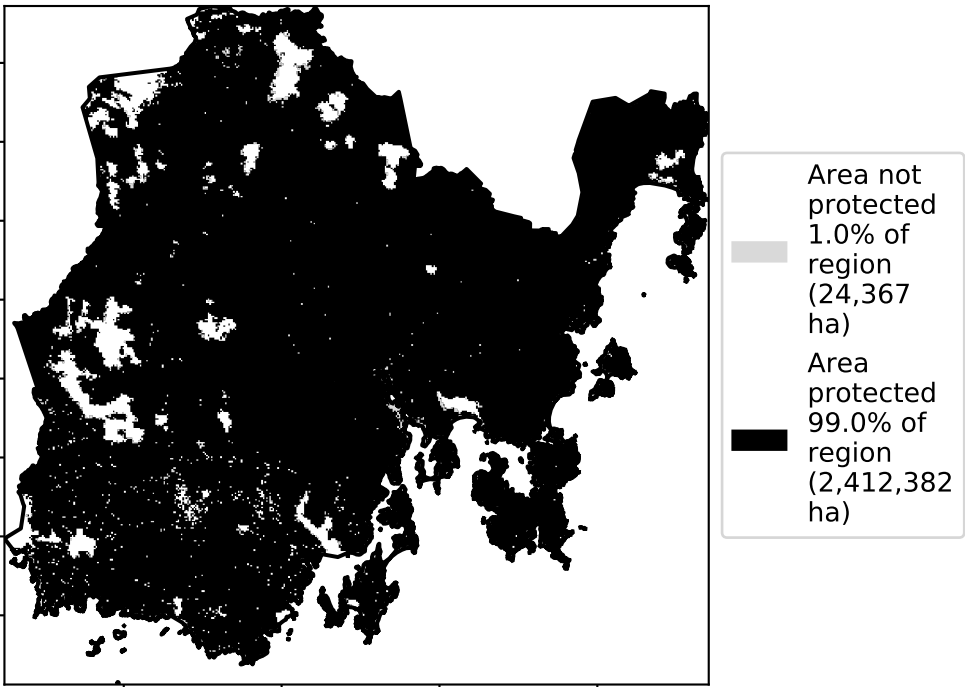 Area not
protected
1.0% of
region
(24,367
ha)
Area
protected
99.0% of
region
(2,412,382
ha)